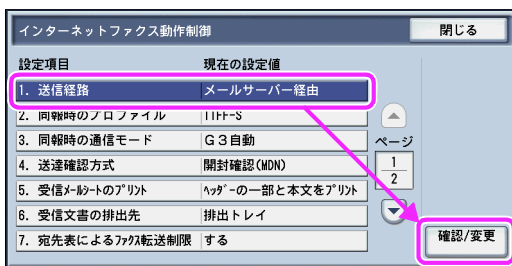 インターネットファクス動作制御 閉じる
設定項目 現在の設定値
1. 送信経路 メールサーバー経由
2. 同報時のプロファイル TIFF-S
3. 同報時の通信モード G3自動
ページ
4. 送達確認方式 開封確認(MDN) 1
5. 受信メールシートのプリント ヘッダーの一部と本文をプリント 2
6. 受信文書の排出先 排出トレイ
7. 宛先表によるファクス転送制限 する 確認/変更